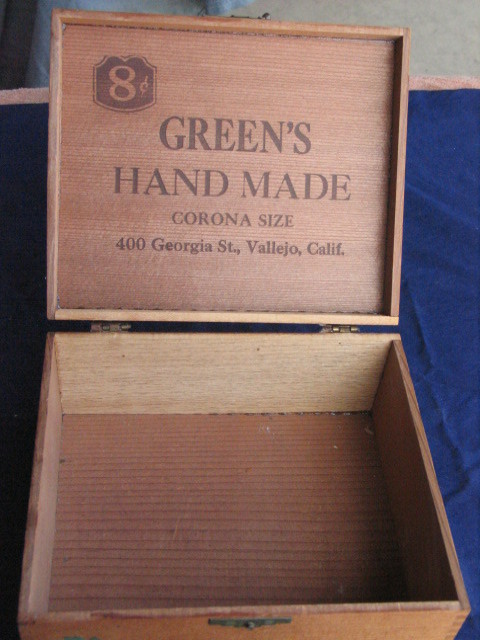 8¢
GREEN'S
HAND MADE
CORONA SIZE
400 Georgia St., Vallejo, Calif.